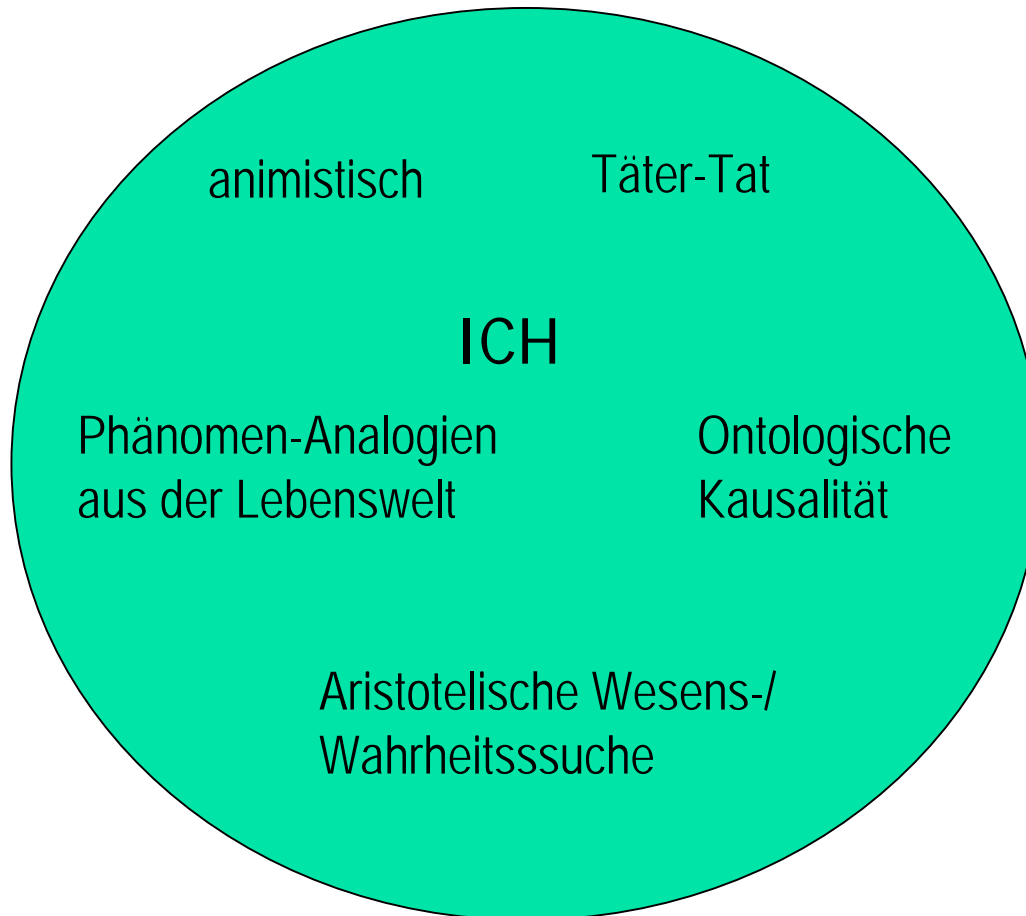 animistisch
Täter-Tat
ICH
Phänomen-Analogien
aus der Lebenswelt
Ontologische
Kausalität
Aristotelische Wesens-/
Wahrheitsssuche